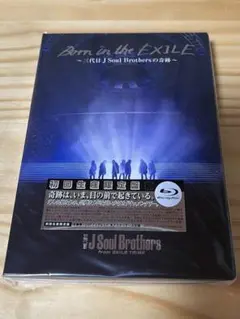 Born in the EXILE
～三代目 J Soul Brothersの奇跡～
初回生産限定盤
奇跡は、いま、目の前で起きている。
Blu-ray Disc
三代目 J Soul Brothers
from EXILE TRIBE